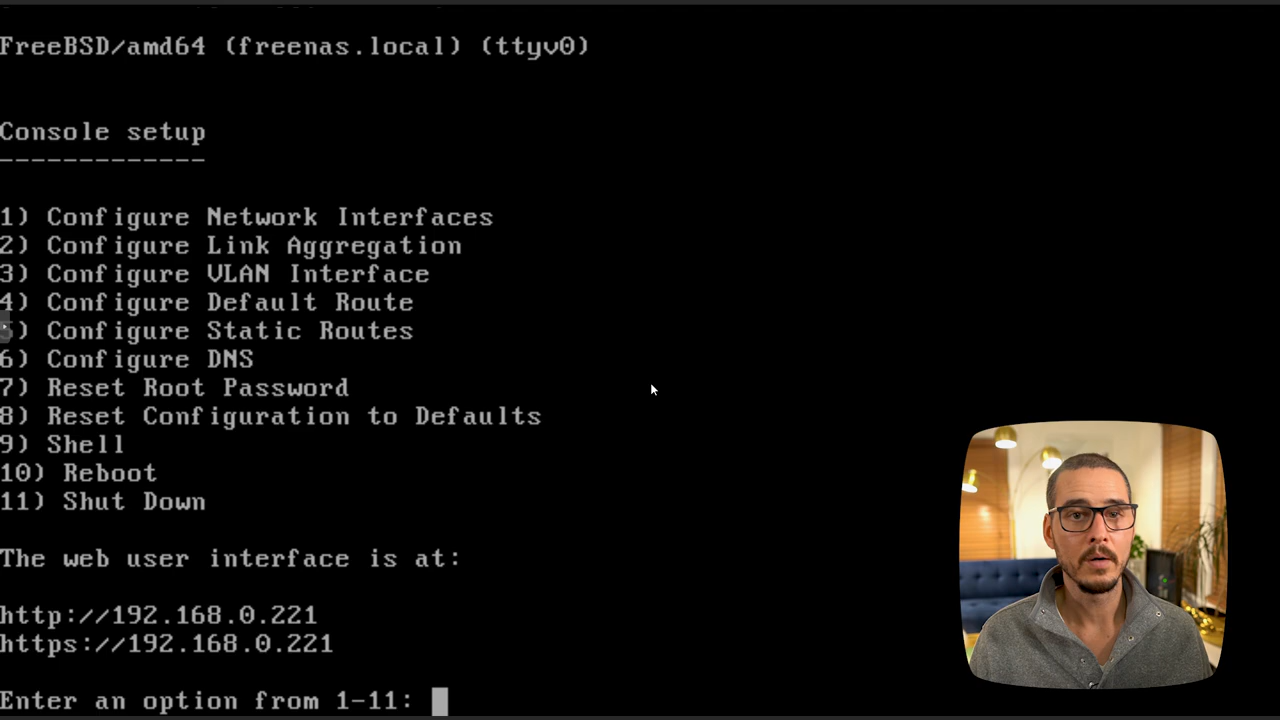 FreeBSD/amd64 (freenas.local) (ttyv0)
Console setup
-------------
1) Configure Network Interfaces
2) Configure Link Aggregation
3) Configure VLAN Interface
4) Configure Default Route
5) Configure Static Routes
6) Configure DNS
7) Reset Root Password
8) Reset Configuration to Defaults
9) Shell
10) Reboot
11) Shut Down
The web user interface is at:
http://192.168.0.221
https://192.168.0.221
Enter an option from 1-11: